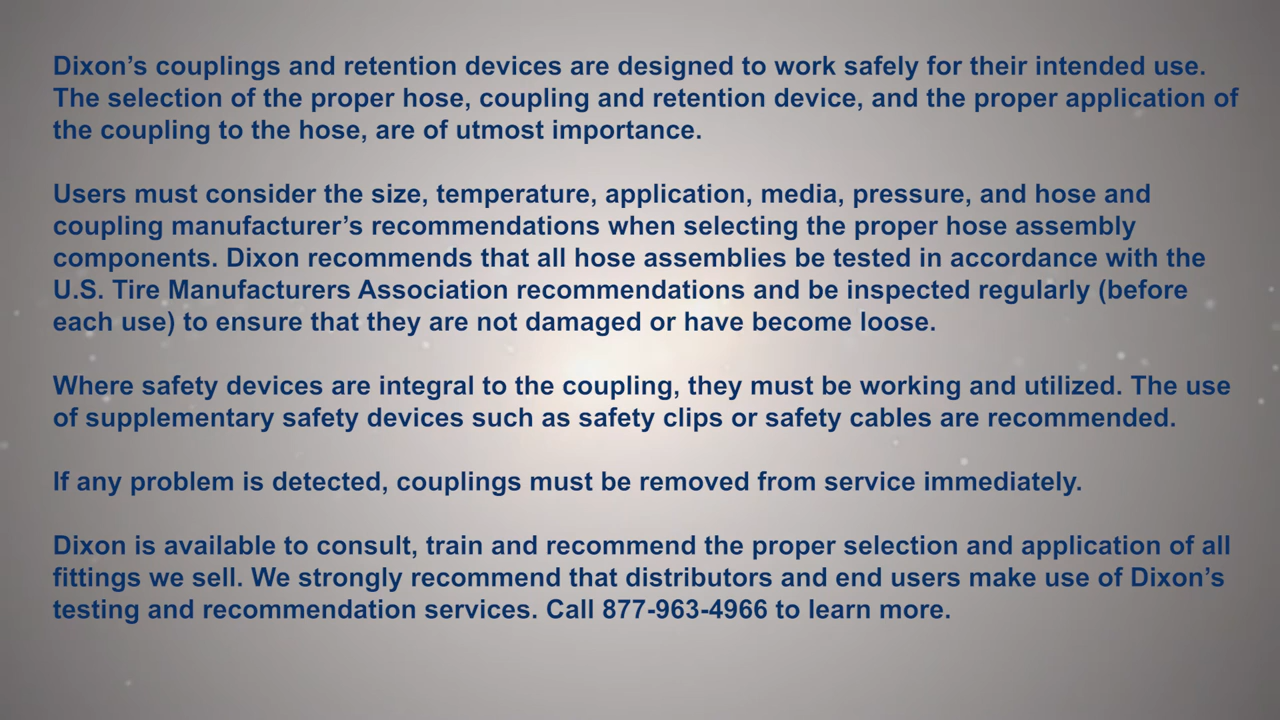 Dixon’s couplings and retention devices are designed to work safely for their intended use.
The selection of the proper hose, coupling and retention device, and the proper application of
the coupling to the hose, are of utmost importance.
Users must consider the size, temperature, application, media, pressure, and hose and
coupling manufacturer’s recommendations when selecting the proper hose assembly
components. Dixon recommends that all hose assemblies be tested in accordance with the
U.S. Tire Manufacturers Association recommendations and be inspected regularly (before
each use) to ensure that they are not damaged or have become loose.
Where safety devices are integral to the coupling, they must be working and utilized. The use
of supplementary safety devices such as safety clips or safety cables are recommended.
If any problem is detected, couplings must be removed from service immediately.
Dixon is available to consult, train and recommend the proper selection and application of all
fittings we sell. We strongly recommend that distributors and end users make use of Dixon’s
testing and recommendation services. Call 877-963-4966 to learn more.